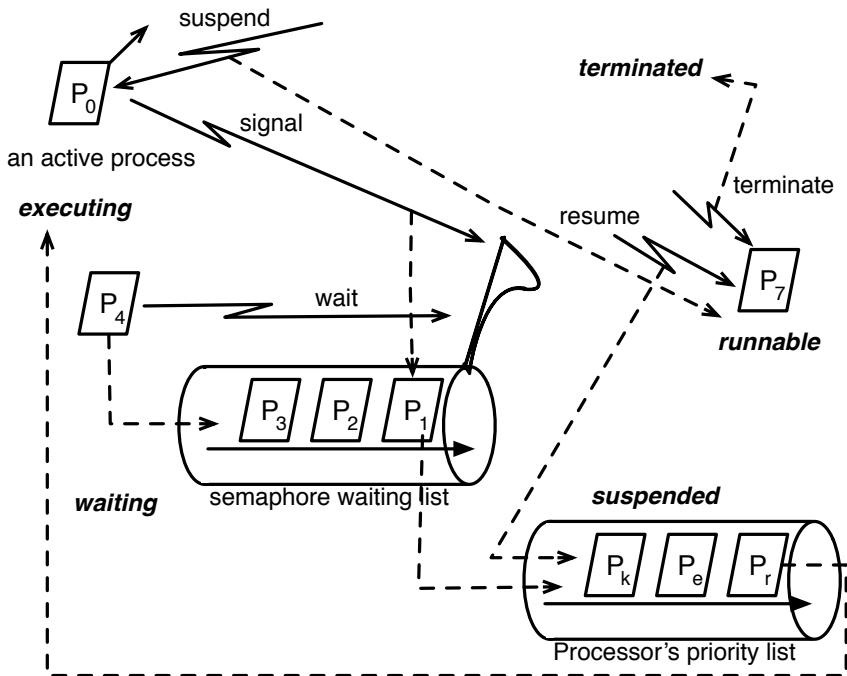 suspend
terminated
P0
signal
an active process
terminate
resume
executing
P4
wait
P7
runnable
P3 P2 P1
waiting
semaphore waiting list
suspended
Pk Pe Pr
Processor's priority list